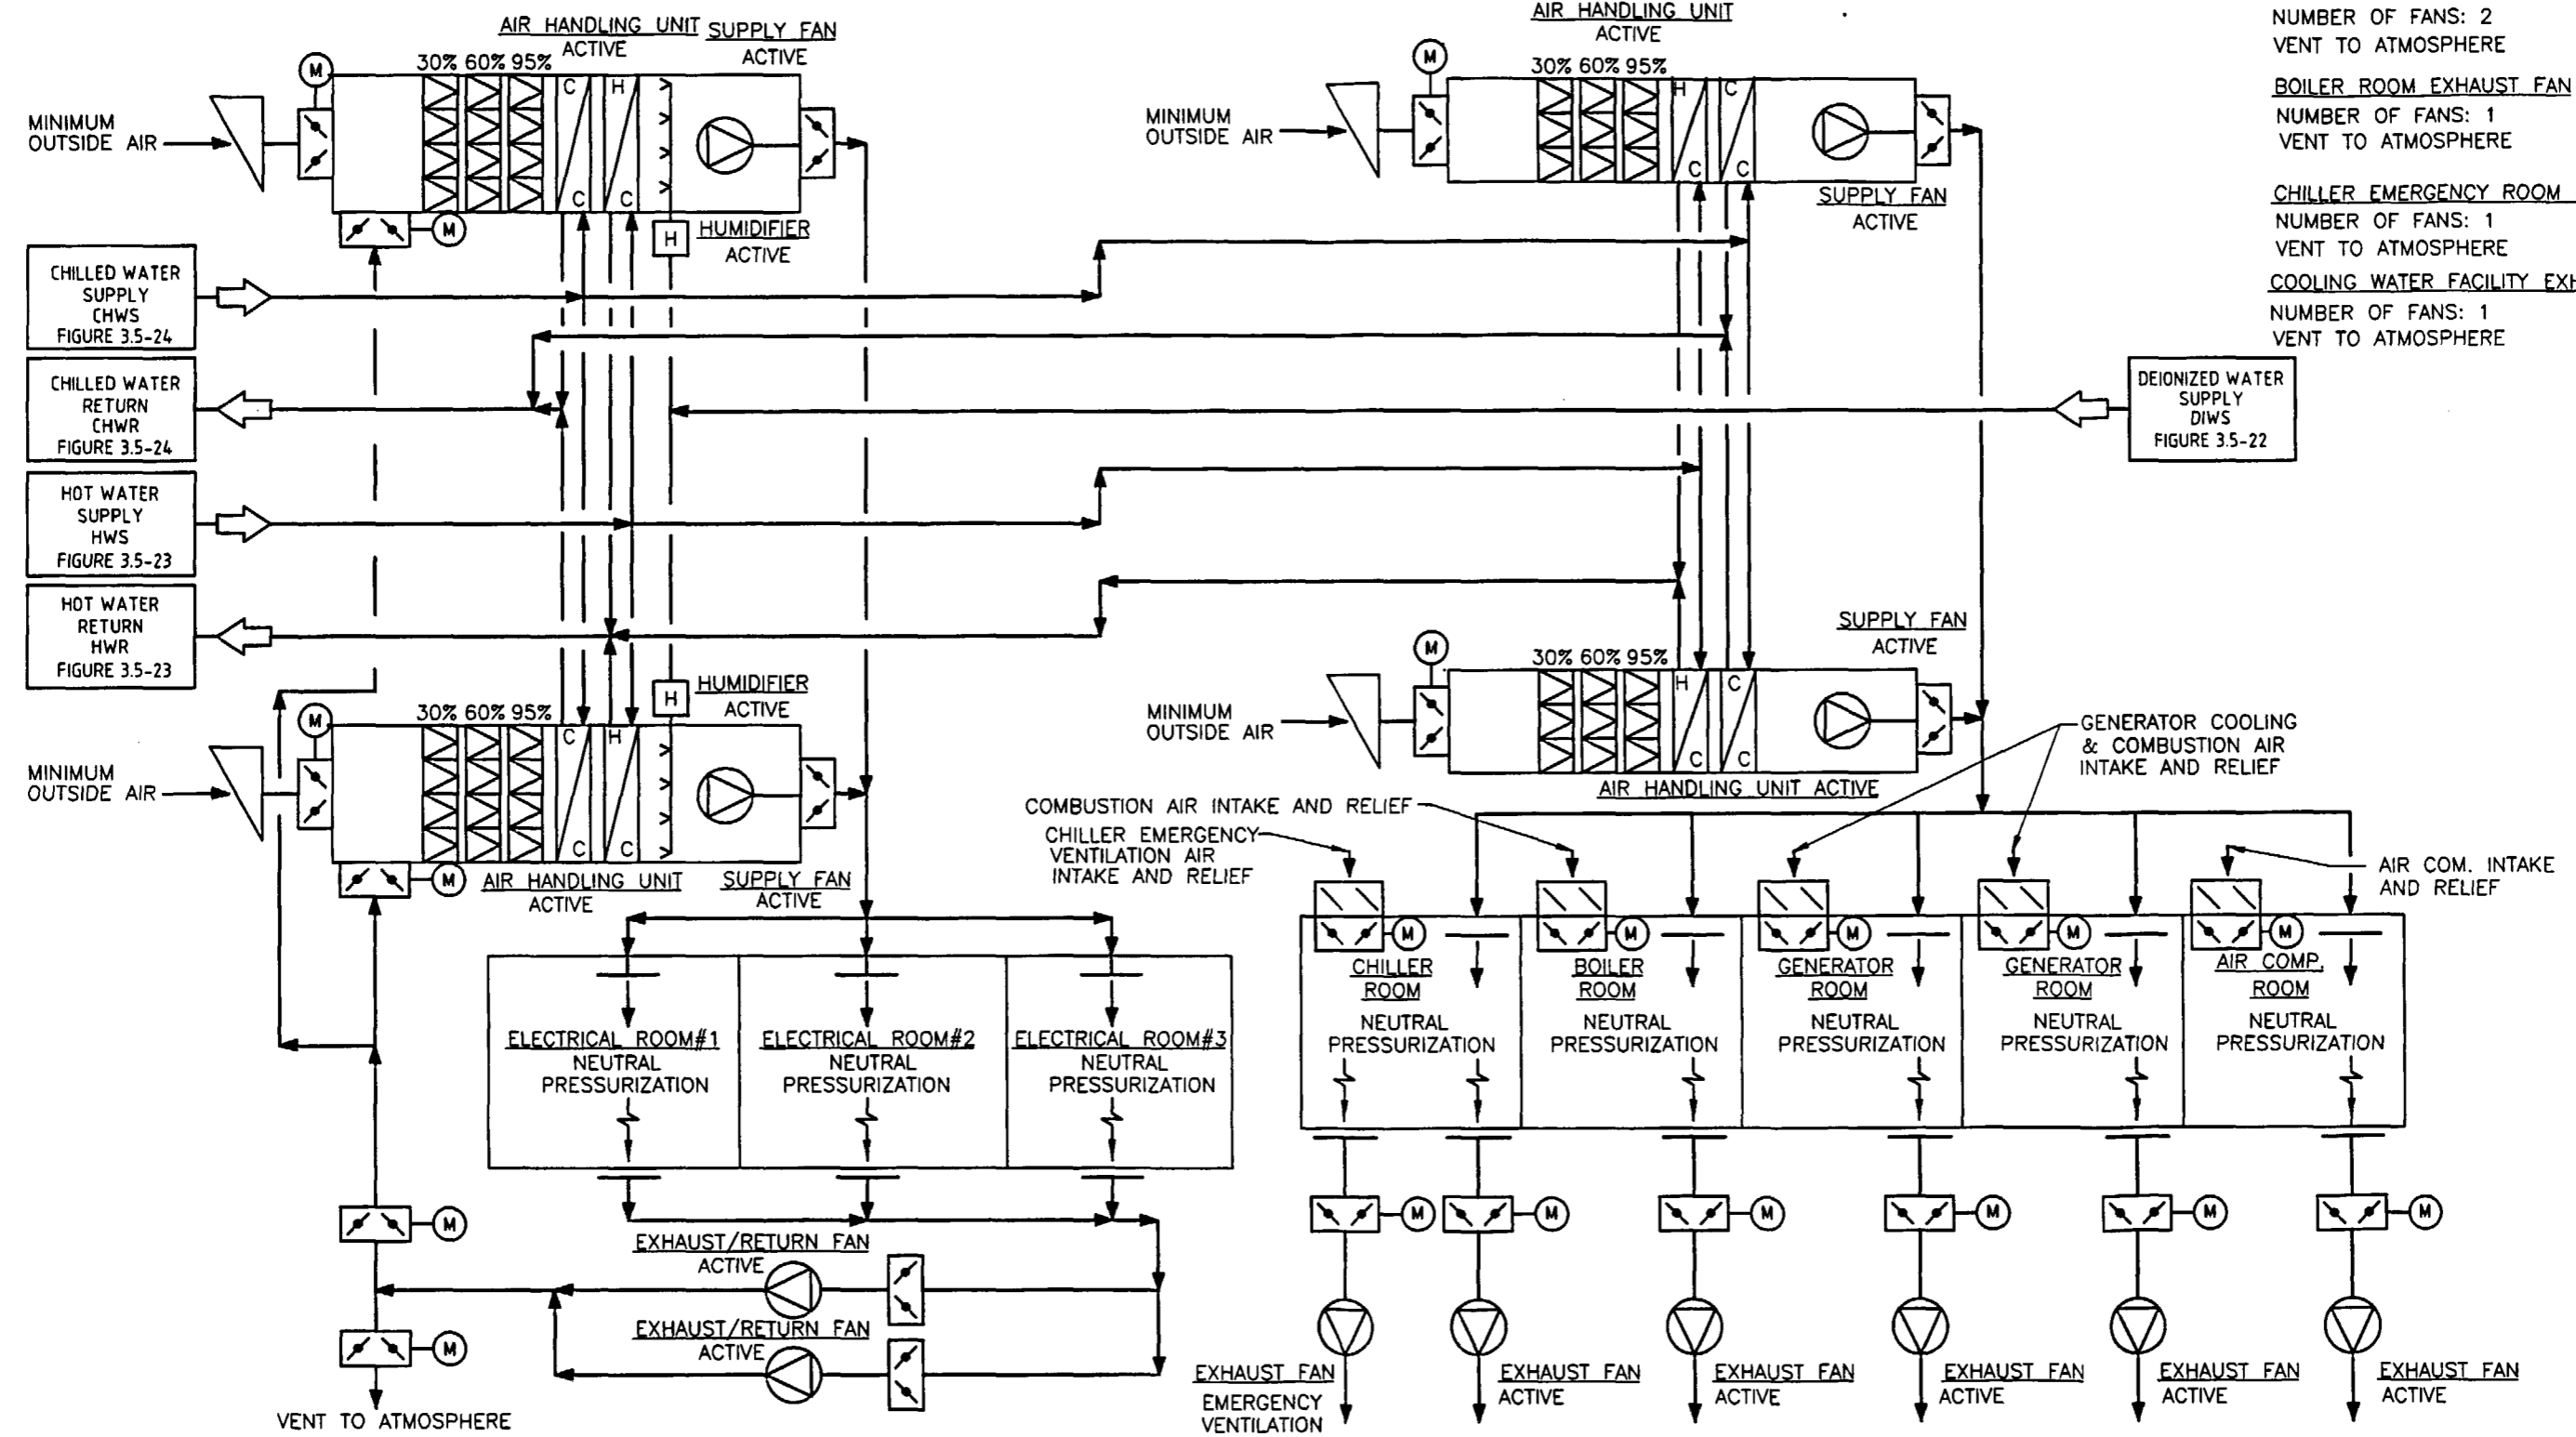 AIR HANDLING UNIT
ACTIVE
SUPPLY FAN
ACTIVE
30% 60% 95%
M
C
H
C
C
MINIMUM
OUTSIDE AIR
M
H
HUMIDIFIER
ACTIVE
AIR HANDLING UNIT
ACTIVE
M
30% 60% 95%
H
C
C
C
MINIMUM
OUTSIDE AIR
SUPPLY FAN
ACTIVE
NUMBER OF FANS: 2
VENT TO ATMOSPHERE
BOILER ROOM EXHAUST FAN
NUMBER OF FANS: 1
VENT TO ATMOSPHERE
CHILLER EMERGENCY ROOM
NUMBER OF FANS: 1
VENT TO ATMOSPHERE
COOLING WATER FACILITY
NUMBER OF FANS: 1
VENT TO ATMOSPHERE
CHILLED WATER
SUPPLY
CHWS
FIGURE 3.5-24
CHILLED WATER
RETURN
CHWR
FIGURE 3.5-24
HOT WATER
SUPPLY
HWS
FIGURE 3.5-23
HOT WATER
RETURN
HWR
FIGURE 3.5-23
DEIONIZED WATER
SUPPLY
DIWS
FIGURE 3.5-22
H
HUMIDIFIER
ACTIVE
M
30% 60% 95%
C
H
C
C
MINIMUM
OUTSIDE AIR
M
AIR HANDLING UNIT
ACTIVE
SUPPLY FAN
ACTIVE
SUPPLY FAN
ACTIVE
M
30% 60% 95%
H
C
C
C
MINIMUM
OUTSIDE AIR
AIR HANDLING UNIT ACTIVE
GENERATOR COOLING
& COMBUSTION AIR
INTAKE AND RELIEF
COMBUSTION AIR INTAKE AND RELIEF
CHILLER EMERGENCY
VENTILATION AIR
INTAKE AND RELIEF
AIR COM. INTAKE
AND RELIEF
M
M
M
M
M
CHILLER
ROOM
NEUTRAL
PRESSURIZATION
BOILER
ROOM
NEUTRAL
PRESSURIZATION
GENERATOR
ROOM
NEUTRAL
PRESSURIZATION
GENERATOR
ROOM
NEUTRAL
PRESSURIZATION
AIR COMP.
ROOM
NEUTRAL
PRESSURIZATION
ELECTRICAL ROOM#1
NEUTRAL
PRESSURIZATION
ELECTRICAL ROOM#2
NEUTRAL
PRESSURIZATION
ELECTRICAL ROOM#3
NEUTRAL
PRESSURIZATION
M
M
M
M
M
M
M
EXHAUST/RETURN FAN
ACTIVE
EXHAUST/RETURN FAN
ACTIVE
M
VENT TO ATMOSPHERE
EXHAUST FAN
EMERGENCY
VENTILATION
EXHAUST FAN
ACTIVE
EXHAUST FAN
ACTIVE
EXHAUST FAN
ACTIVE
EXHAUST FAN
ACTIVE
EXHAUST FAN
ACTIVE